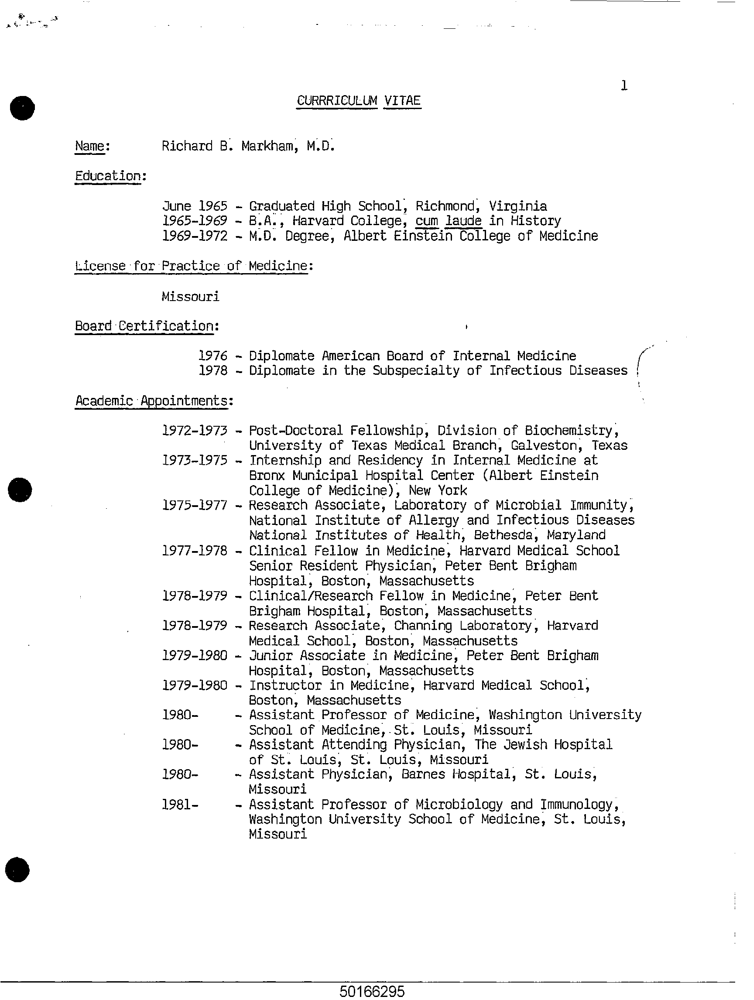 1
CURRRICULUM VITAE
Name: Richard B. Markham, M.D.
Education:
June 1965 - Graduated High School, Richmond, Virginia
1965-1969 - B.A., Harvard College, cum laude in History
1969-1972 - M.D. Degree, Albert Einstein College of Medicine
License for Practice of Medicine:
Missouri
Board Certification:
1976 - Diplomate American Board of Internal Medicine
1978 - Diplomate in the Subspecialty of Infectious Diseases
Academic Appointments:
1972-1973 - Post-Doctoral Fellowship, Division of Biochemistry,
University of Texas Medical Branch, Galveston, Texas
1973-1975 - Internship and Residency in Internal Medicine at
Bronx Municipal Hospital Center (Albert Einstein
College of Medicine), New York
1975-1977 - Research Associate, Laboratory of Microbial Immunity,
National Institute of Allergy and Infectious Diseases
National Institutes of Health, Bethesda, Maryland
1977-1978 - Clinical Fellow in Medicine, Harvard Medical School
Senior Resident Physician, Peter Bent Brigham
Hospital, Boston, Massachusetts
1978-1979 - Clinical/Research Fellow in Medicine, Peter Bent
Brigham Hospital, Boston, Massachusetts
1978-1979 - Research Associate, Channing Laboratory, Harvard
Medical School, Boston, Massachusetts
1979-1980 - Junior Associate in Medicine, Peter Bent Brigham
Hospital, Boston, Massachusetts
1979-1980 - Instructor in Medicine, Harvard Medical School,
Boston, Massachusetts
1980- - Assistant Professor of Medicine, Washington University
School of Medicine, St. Louis, Missouri
1980- - Assistant Attending Physician, The Jewish Hospital
of St. Louis, St. Louis, Missouri
1980- - Assistant Physician, Barnes Hospital, St. Louis,
Missouri
1981- - Assistant Professor of Microbiology and Immunology,
Washington University School of Medicine, St. Louis,
Missouri
50166295